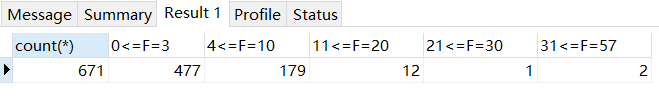 Message Summary Result 1 Profile Status
count(*) 0<=F=3 4<=F=10 11<=F=20 21<=F=30 31<=F=57
671 477 179 12 1 2